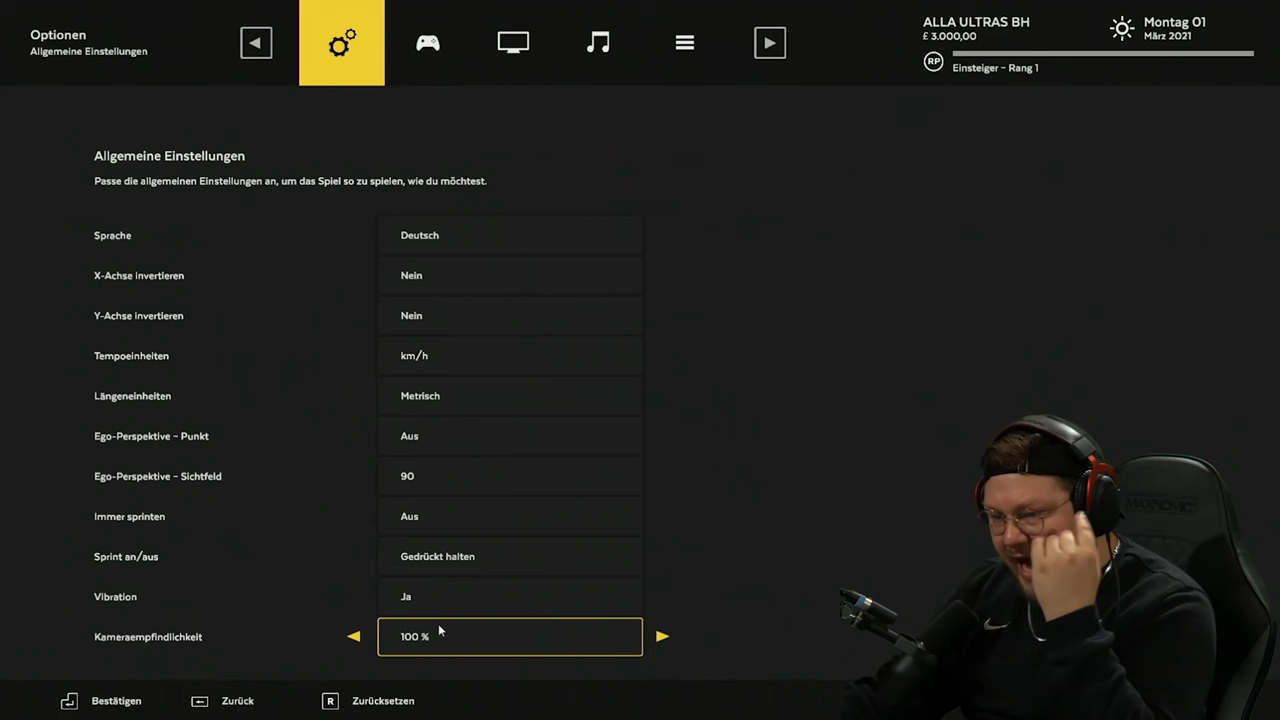 Optionen
Allgemeine Einstellungen
ALLA ULTRAS BH
£ 3.000,00
Montag 01
März 2021
RP
Einsteiger – Rang 1
Allgemeine Einstellungen
Passe die allgemeinen Einstellungen an, um das Spiel so zu spielen, wie du möchtest.
Sprache Deutsch
X-Achse invertieren Nein
Y-Achse invertieren Nein
Tempoeinheiten km/h
Längeneinheiten Metrisch
Ego-Perspektive – Punkt Aus
Ego-Perspektive – Sichtfeld 90
Immer sprinten Aus
Sprint an/aus Gedrückt halten
Vibration Ja
Kameraempfindlichkeit 100 %
Bestätigen
Zurück
R Zurücksetzen
MAXNOMIC